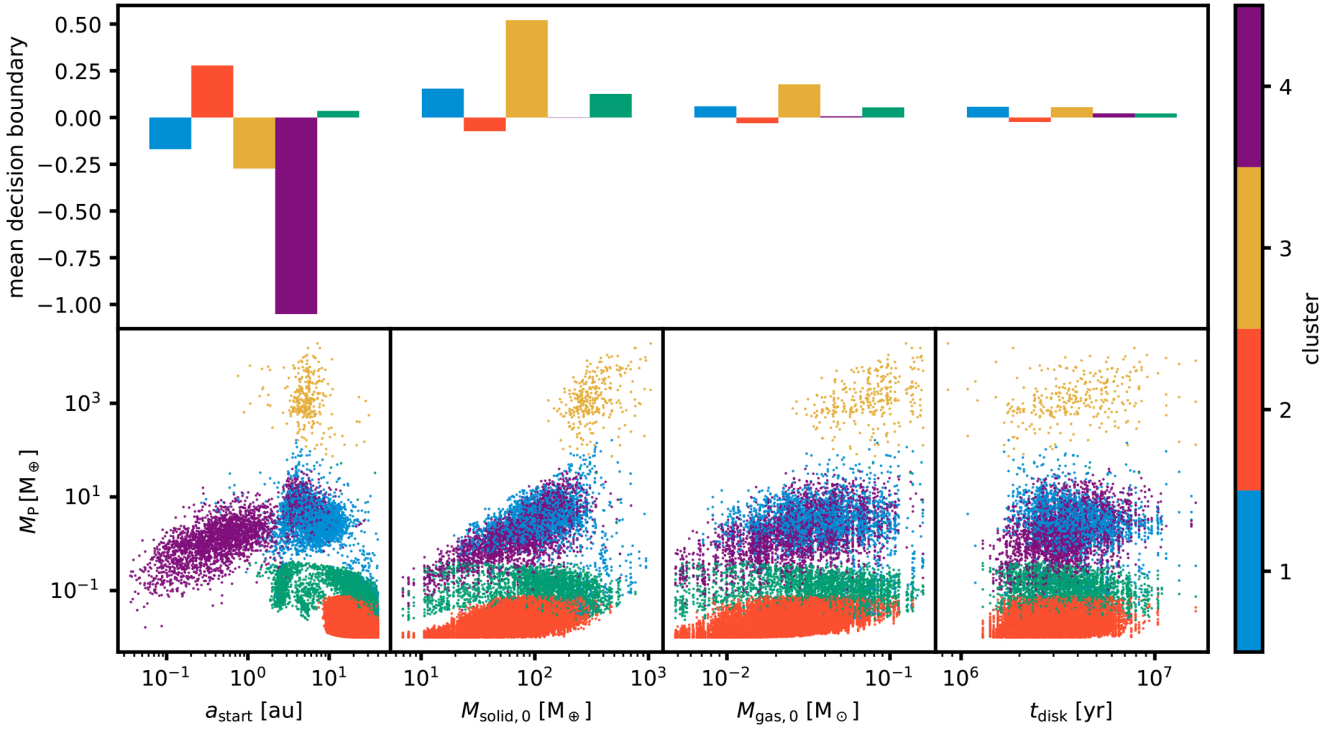 mean decision boundary
0.50
0.25
0.00
−0.25
−0.50
−0.75
−1.00
M_P [M_⊕]
10^3
10^1
10^−1
10^−1 10^0 10^1
10^1 10^2 10^3
10^−2 10^−1
10^6 10^7
a_start [au]
M_solid, 0 [M_⊕]
M_gas, 0 [M_⊙]
t_disk [yr]
4
3
2
1
cluster